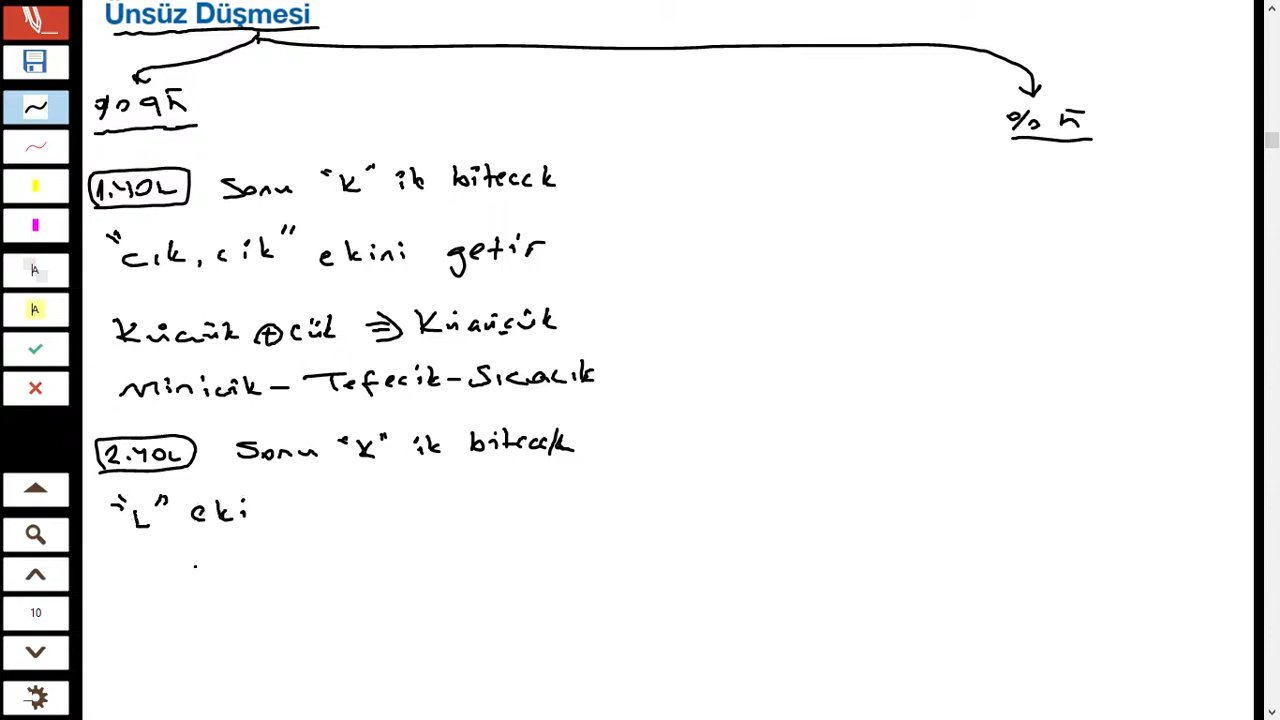 Ünsüz Düşmesi
1.YOL Sonu "K" ile bitecek
"cık, cik" ekini getir
Küçük + cük ⇒ Küçücük
Minicik - Tefecik - Sıcacık
2.YOL Sonu "K" ile bitecek
"L" eki
10